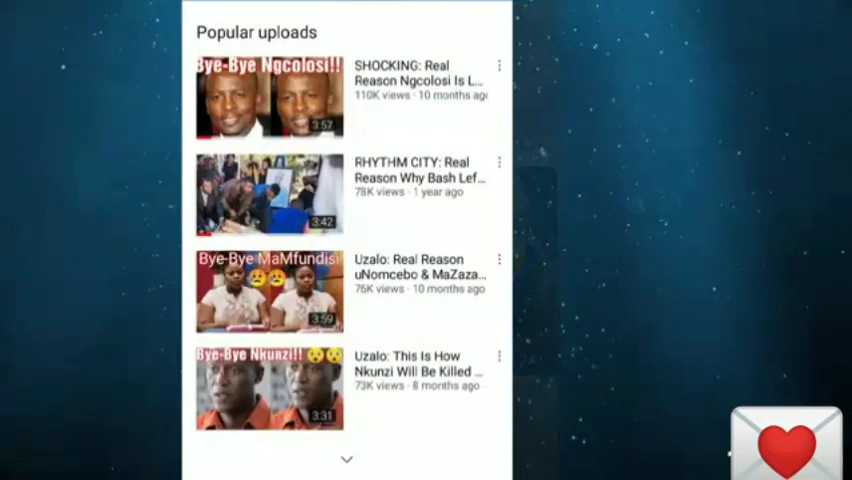 Popular uploads
Bye-Bye Ngcolosi!!
3:57
SHOCKING: Real
Reason Ngcolosi Is L...
110K views · 10 months ago
3:42
RHYTHM CITY: Real
Reason Why Bash Lef...
78K views · 1 year ago
Bye-Bye MaMfundisi
3:59
Uzalo: Real Reason
uNomcebo & MaZaza...
76K views · 10 months ago
Bye-Bye Nkunzi!!
3:31
Uzalo: This Is How
Nkunzi Will Be Killed ...
73K views · 8 months ago